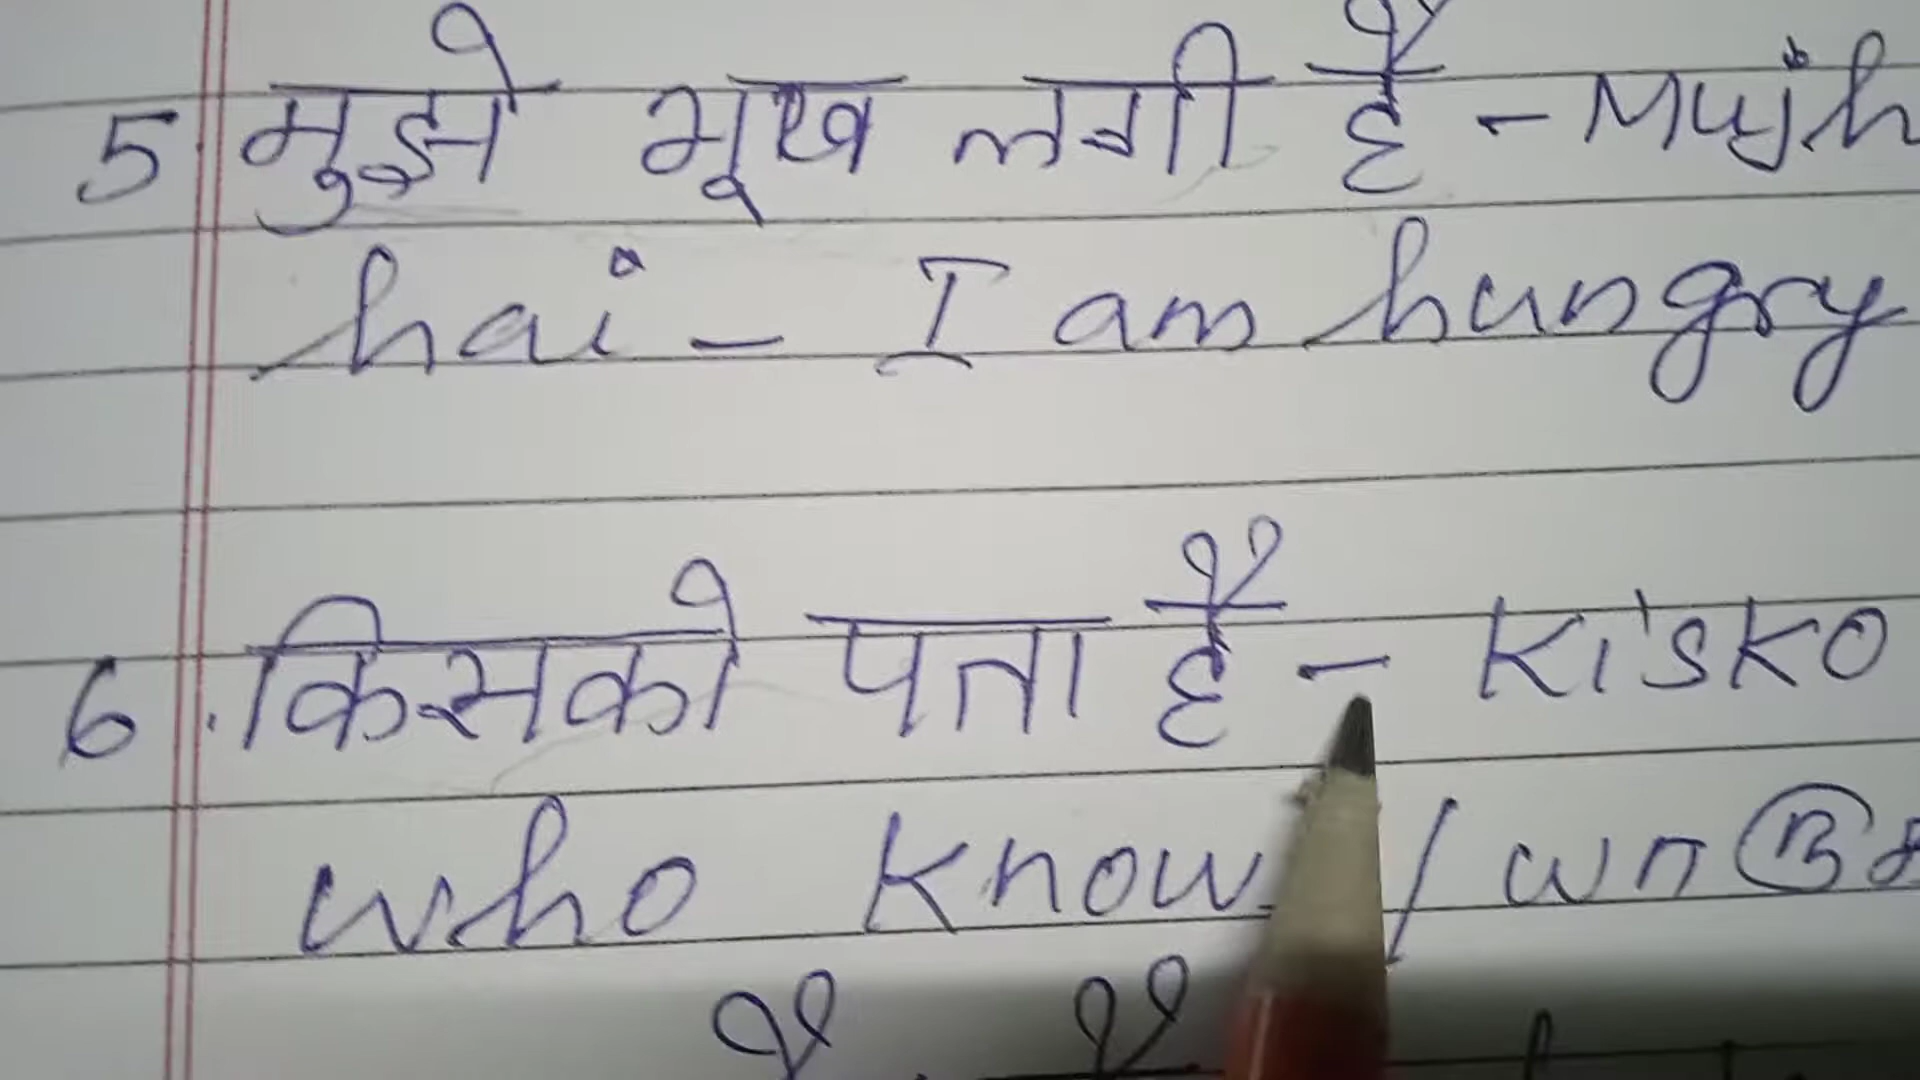 5. मुझे भूख लगी है - Mujh
hai - I am hungry
6. किसको पता है - Kisko
who know /